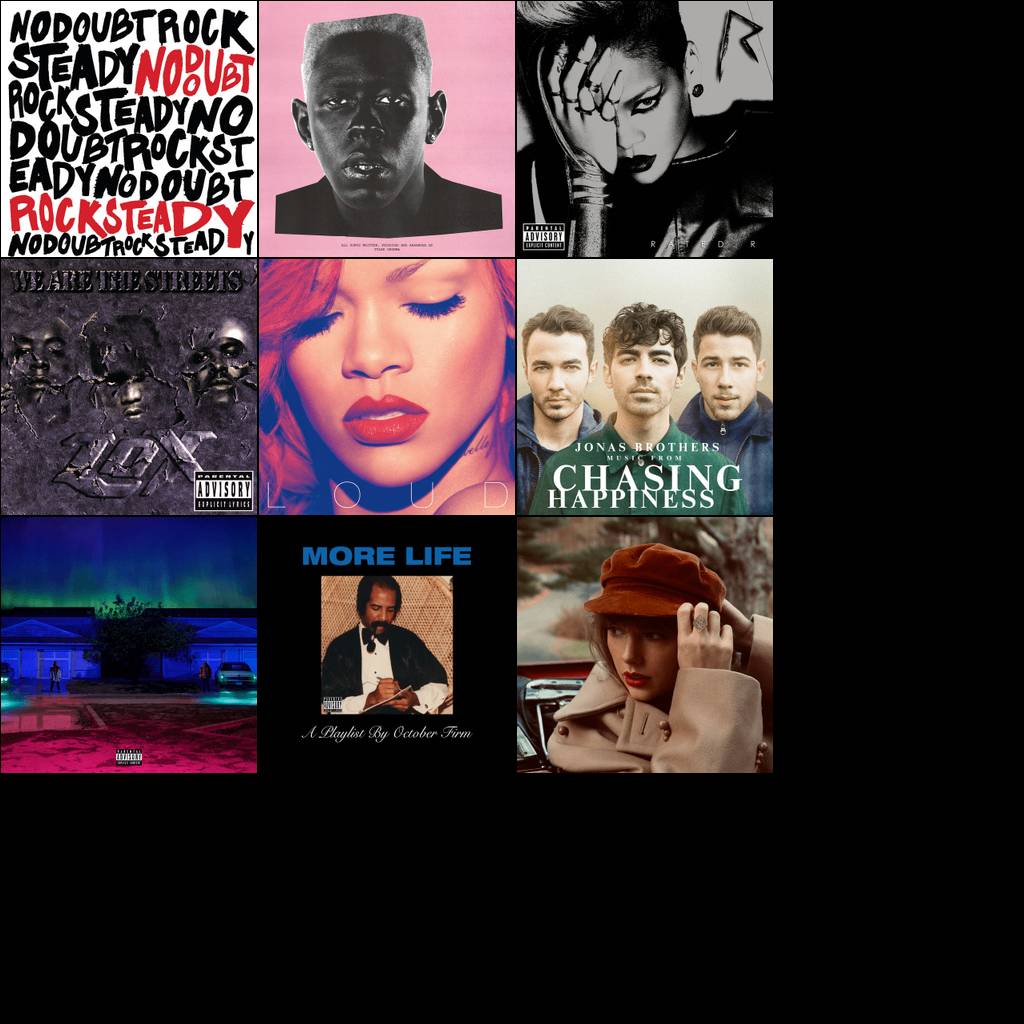 NODOUBTROCK
STEADYNODOUBT
ROCKSTEADYNO
DOUBTROCKST
EADYNODOUBT
ROCKSTEADY
NODOUBTROCKSTEADY
ALL SONGS WRITTEN, PRODUCED AND ARRANGED BY
TYLER OKONMA
R
PARENTAL
ADVISORY
EXPLICIT CONTENT
RATED R
WE ARE THE STREETS
LOX
PARENTAL
ADVISORY
EXPLICIT LYRICS
LOUD
JONAS BROTHERS
MUSIC FROM
CHASING
HAPPINESS
PARENTAL
ADVISORY
EXPLICIT CONTENT
MORE LIFE
PARENTAL
ADVISORY
A Playlist By October Firm